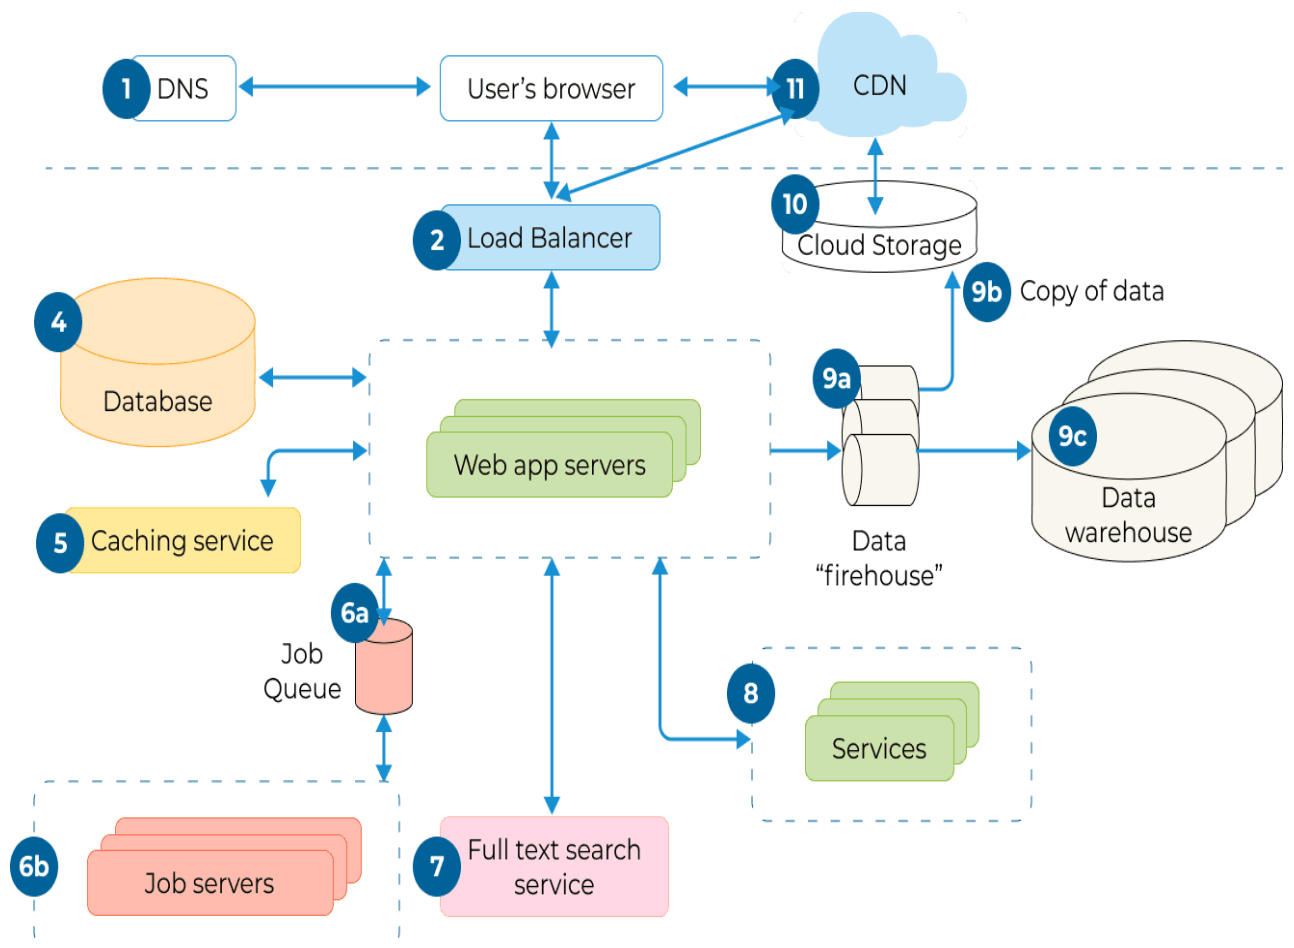 1 DNS
User's browser
11 CDN
10
Cloud Storage
2 Load Balancer
9b Copy of data
4
Database
9a
9c
Data
warehouse
Web app servers
5 Caching service
Data
“firehouse”
6a
Job
Queue
8
Services
6b
Job servers
7
Full text search
service